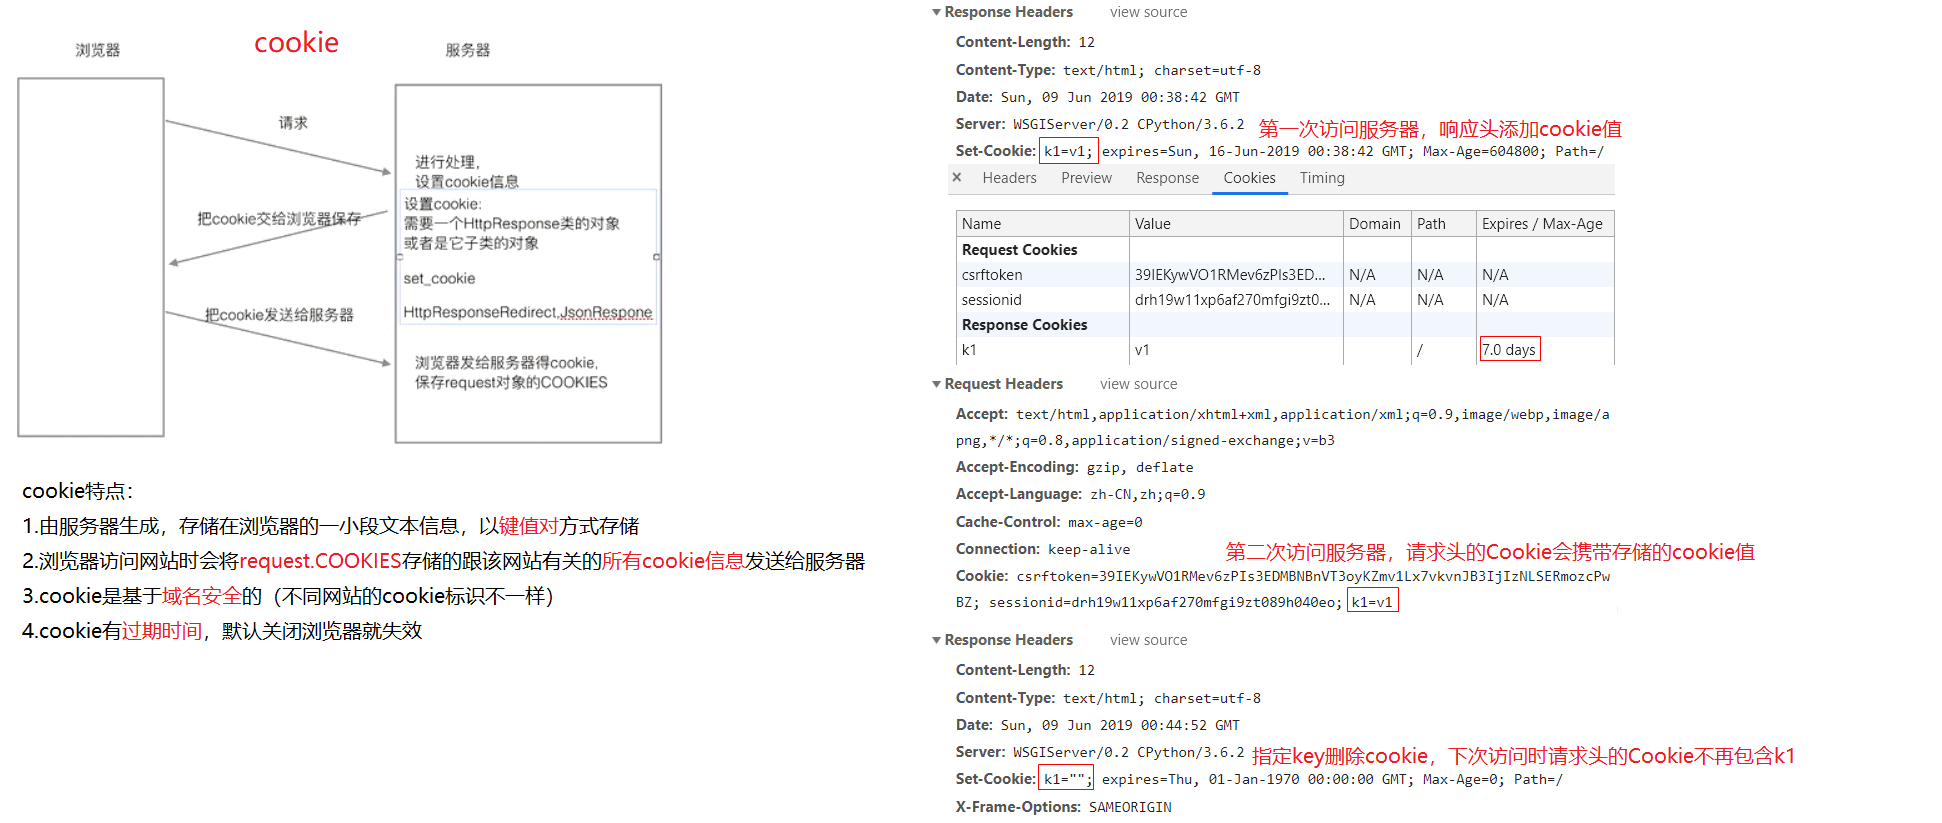 cookie
浏览器
服务器
请求
进行处理,
设置cookie信息
把cookie交给浏览器保存
设置cookie:
需要一个HttpResponse类的对象
或者是它子类的对象
set_cookie
HttpResponseRedirect,JsonRespone
把cookie发送给服务器
浏览器发给服务器得cookie,
保存request对象的COOKIES
cookie特点：
1.由服务器生成，存储在浏览器的一小段文本信息，以键值对方式存储
2.浏览器访问网站时会将request.COOKIES存储的跟该网站有关的所有cookie信息发送给服务器
3.cookie是基于域名安全的（不同网站的cookie标识不一样）
4.cookie有过期时间，默认关闭浏览器就失效
Response Headers view source
Content-Length: 12
Content-Type: text/html; charset=utf-8
Date: Sun, 09 Jun 2019 00:38:42 GMT
Server: WSGIServer/0.2 CPython/3.6.2 第一次访问服务器，响应头添加cookie值
Set-Cookie: k1=v1; expires=Sun, 16-Jun-2019 00:38:42 GMT; Max-Age=604800; Path=/
× Headers Preview Response Cookies Timing
Name Value Domain Path Expires / Max-Age
Request Cookies
csrftoken 39IEKywVO1RMev6zPIs3ED... N/A N/A N/A
sessionid drh19w11xp6af270mfgi9zt0... N/A N/A N/A
Response Cookies
k1 v1 / 7.0 days
Request Headers view source
Accept: text/html,application/xhtml+xml,application/xml;q=0.9,image/webp,image/a
png,*/*;q=0.8,application/signed-exchange;v=b3
Accept-Encoding: gzip, deflate
Accept-Language: zh-CN,zh;q=0.9
Cache-Control: max-age=0
Connection: keep-alive
第二次访问服务器，请求头的Cookie会携带存储的cookie值
Cookie: csrftoken=39IEKywVO1RMev6zPIs3EDMBNBnVT3oyKZmv1Lx7vkvnJB3IjIzNLSERmozcPw
BZ; sessionid=drh19w11xp6af270mfgi9zt089h040eo; k1=v1
Response Headers view source
Content-Length: 12
Content-Type: text/html; charset=utf-8
Date: Sun, 09 Jun 2019 00:44:52 GMT
Server: WSGIServer/0.2 CPython/3.6.2 指定key删除cookie，下次访问时请求头的Cookie不再包含k1
Set-Cookie: k1=""; expires=Thu, 01-Jan-1970 00:00:00 GMT; Max-Age=0; Path=/
X-Frame-Options: SAMEORIGIN